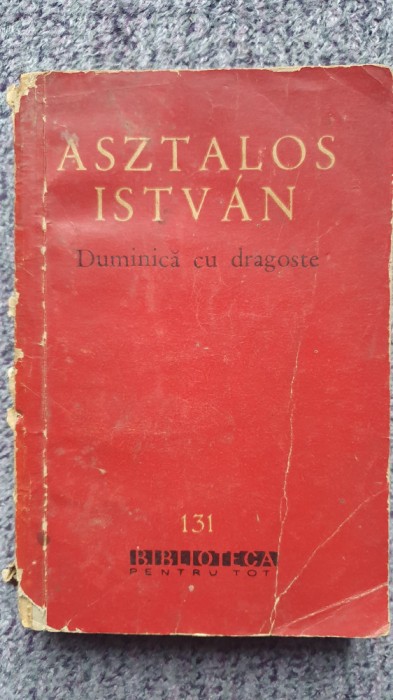 ASZTALOS
ISTVÁN
Duminică cu dragoste
131
BIBLIOTECA
PENTRU TOȚI